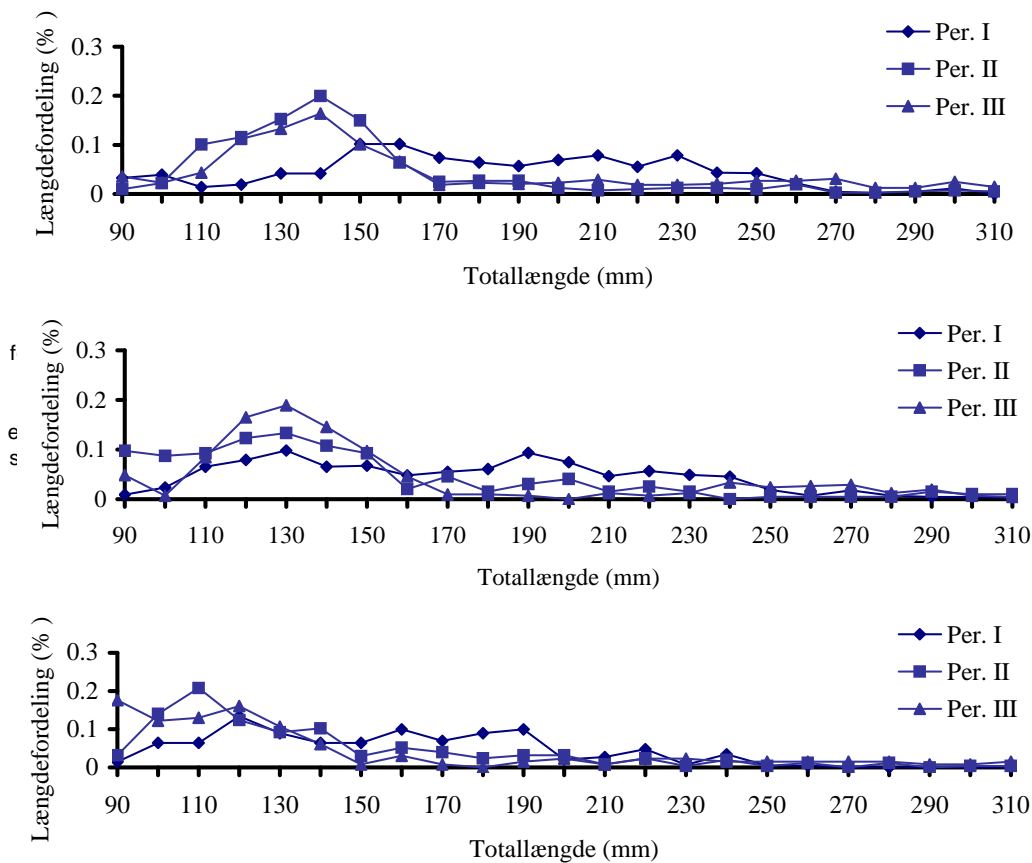 Længdefordeling (% )
0.3
0.2
0.1
0
Per. I
Per. II
Per. III
90 110 130 150 170 190 210 230 250 270 290 310
Totallængde (mm)
Længdefordeling (%)
0.3
0.2
0.1
0
Per. I
Per. II
Per. III
90 110 130 150 170 190 210 230 250 270 290 310
Totallængde (mm)
Længdefordeling (% )
0.3
0.2
0.1
0
Per. I
Per. II
Per. III
90 110 130 150 170 190 210 230 250 270 290 310
Totallængde (mm)